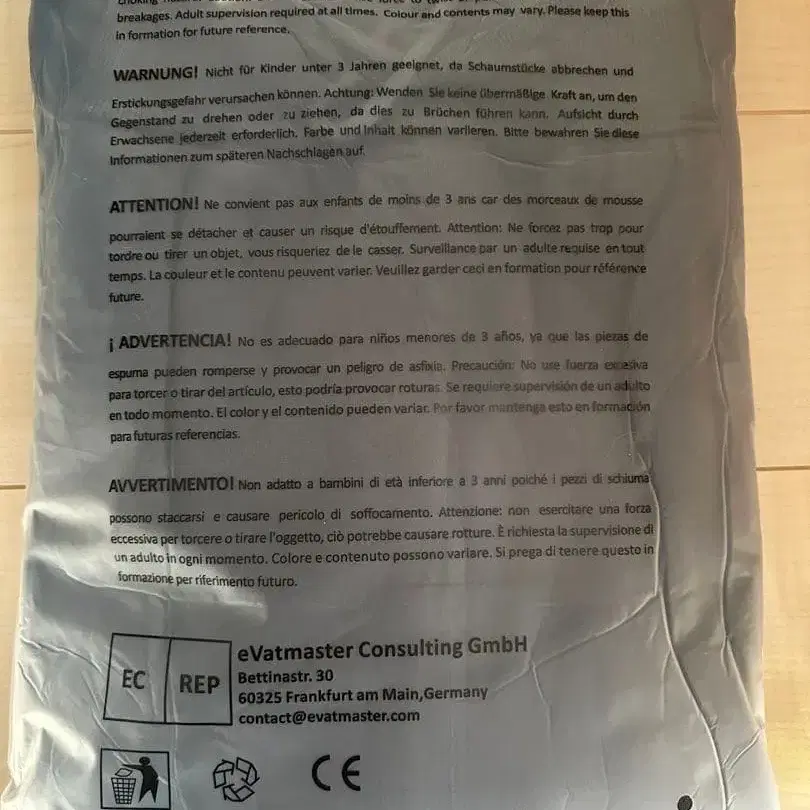 breakages. Adult supervision required at all times. Colour and contents may vary. Please keep this
in formation for future reference.
WARNUNG! Nicht für Kinder unter 3 Jahren geeignet, da Schaumstücke abbrechen und
Erstickungsgefahr verursachen können. Achtung: Wenden Sie keine übermäßige Kraft an, um den
Gegenstand zu drehen oder zu ziehen, da dies zu Brüchen führen kann. Aufsicht durch
Erwachsene jederzeit erforderlich. Farbe und Inhalt können variieren. Bitte bewahren Sie diese
Informationen zum späteren Nachschlagen auf.
ATTENTION! Ne convient pas aux enfants de moins de 3 ans car des morceaux de mousse
pourraient se détacher et causer un risque d'étouffement. Attention: Ne forcez pas trop pour
tordre ou tirer un objet, vous risqueriez de le casser. Surveillance par un adulte requise en tout
temps. La couleur et le contenu peuvent varier. Veuillez garder ceci en formation pour référence
future.
¡ ADVERTENCIA! No es adecuado para niños menores de 3 años, ya que las piezas de
espuma pueden romperse y provocar un peligro de asfixia. Precaución: No use fuerza excesiva
para torcer o tirar del artículo, esto podría provocar roturas. Se requiere supervisión de un adulto
en todo momento. El color y el contenido pueden variar. Por favor mantenga esto en formación
para futuras referencias.
AVVERTIMENTO! Non adatto a bambini di età inferiore a 3 anni poiché i pezzi di schiuma
possono staccarsi e causare pericolo di soffocamento. Attenzione: non esercitare una forza
eccessiva per torcere o tirare l'oggetto, ciò potrebbe causare rotture. È richiesta la supervisione di
un adulto in ogni momento. Colore e contenuto possono variare. Si prega di tenere questo in
formazione per riferimento futuro.
EC REP
eVatmaster Consulting GmbH
Bettinastr. 30
60325 Frankfurt am Main,Germany
contact@evatmaster.com
CE